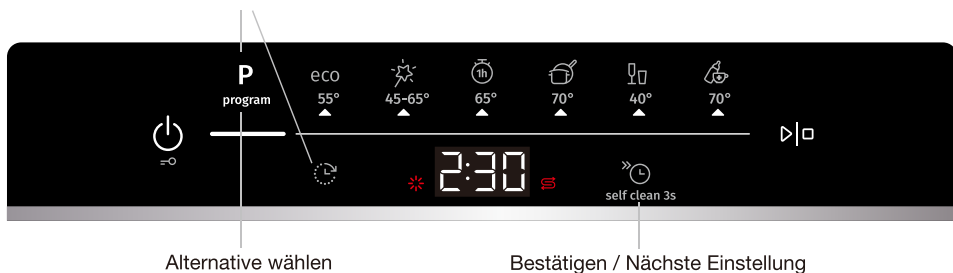 P
program
eco
55°
45-65°
1h
65°
70°
40°
70°
2:30
self clean 3s
Alternative wählen
Bestätigen / Nächste Einstellung